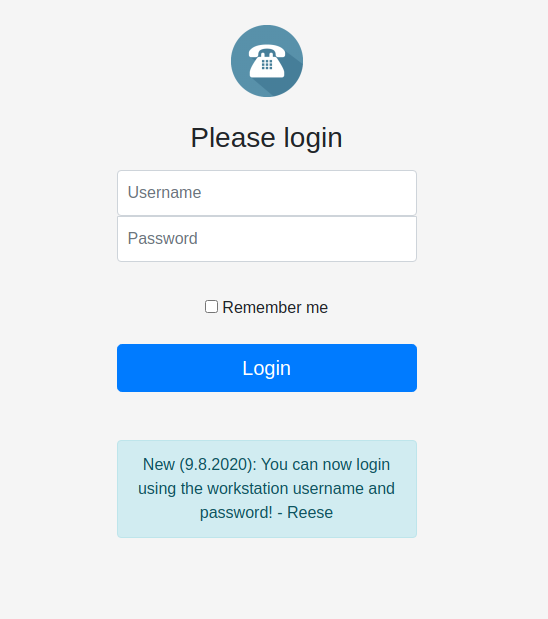 Please login
Username
Password
Remember me
Login
New (9.8.2020): You can now login
using the workstation username and
password! - Reese